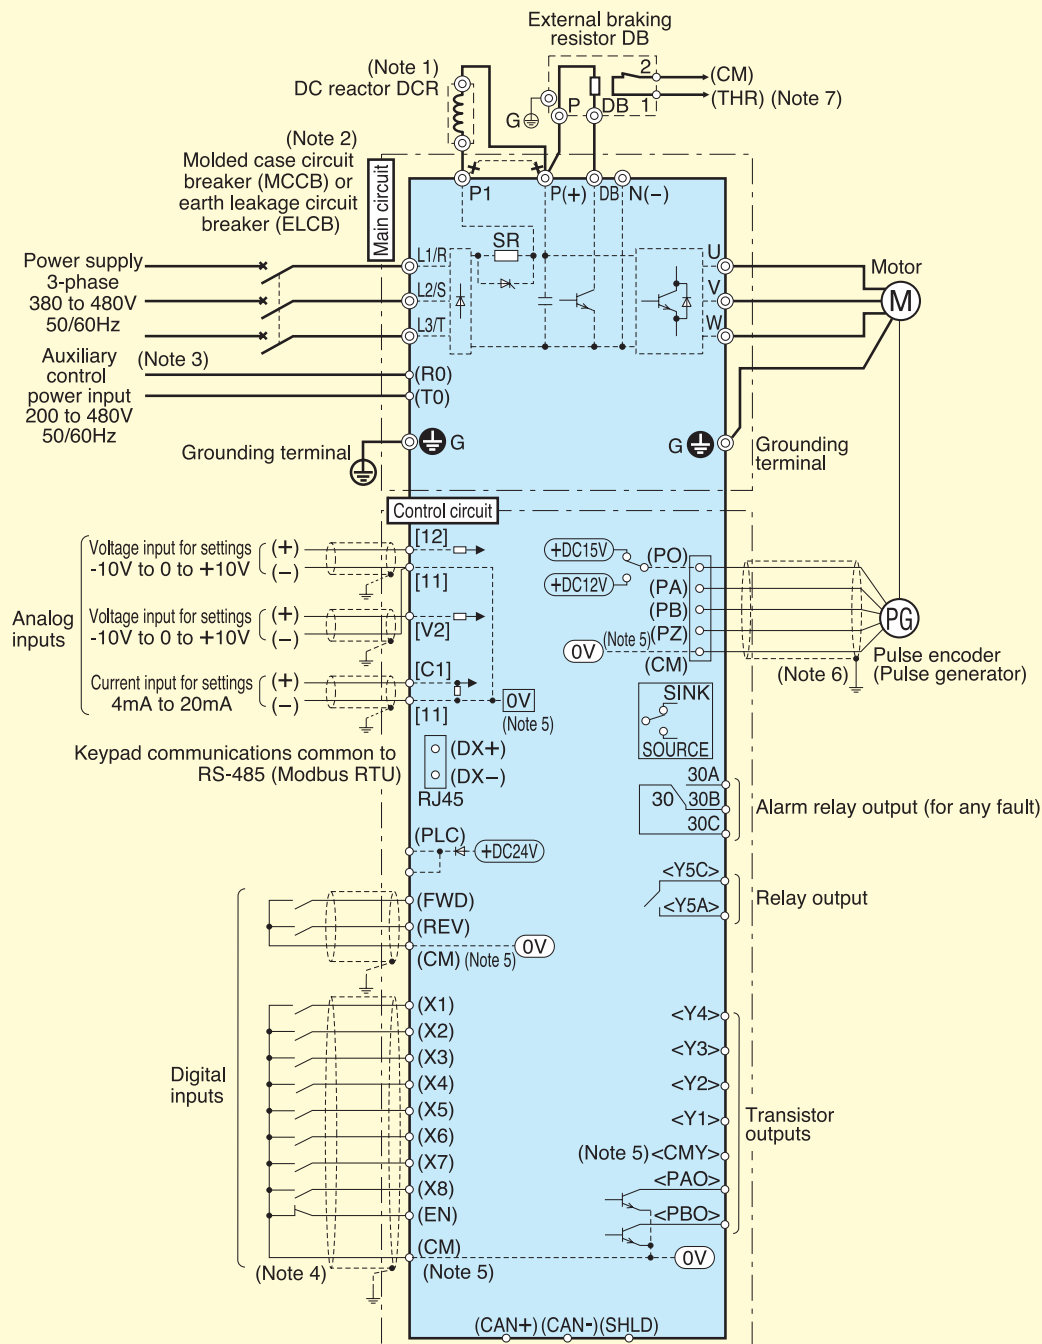 External braking
resistor DB
(Note 1)
DC reactor DCR
2
(CM)
P
DB
1
(THR) (Note 7)
G
(Note 2)
Molded case circuit
breaker (MCCB) or
earth leakage circuit
breaker (ELCB)
Main circuit
P1
P(+)
DB
N(−)
Power supply
3-phase
380 to 480V
50/60Hz
L1/R
L2/S
L3/T
SR
U
V
W
Motor
M
(Note 3)
Auxiliary
control
power input
200 to 480V
50/60Hz
(R0)
(T0)
Grounding terminal
G
G
Grounding
terminal
Control circuit
Analog
inputs
Voltage input for settings
-10V to 0 to +10V
(+)
(−)
[12]
[11]
Voltage input for settings
-10V to 0 to +10V
(+)
(−)
[V2]
Current input for settings
4mA to 20mA
(+)
(−)
[C1]
[11]
0V
(Note 5)
+DC15V
+DC12V
(PO)
(PA)
(PB)
(Note 5)
(PZ)
0V
(CM)
PG
(Note 6)
Pulse encoder
(Pulse generator)
SINK
SOURCE
Keypad communications common to
RS-485 (Modbus RTU)
(DX+)
(DX−)
RJ45
30
30A
30B
30C
Alarm relay output (for any fault)
(PLC)
+DC24V
<Y5C>
<Y5A>
Relay output
Digital
inputs
(FWD)
(REV)
(CM) (Note 5)
0V
(X1)
(X2)
(X3)
(X4)
(X5)
(X6)
(X7)
(X8)
(EN)
(CM)
(Note 4)
(Note 5)
<Y4>
<Y3>
<Y2>
<Y1>
(Note 5) <CMY>
<PAO>
<PBO>
0V
Transistor
outputs
(CAN+) (CAN-) (SHLD)